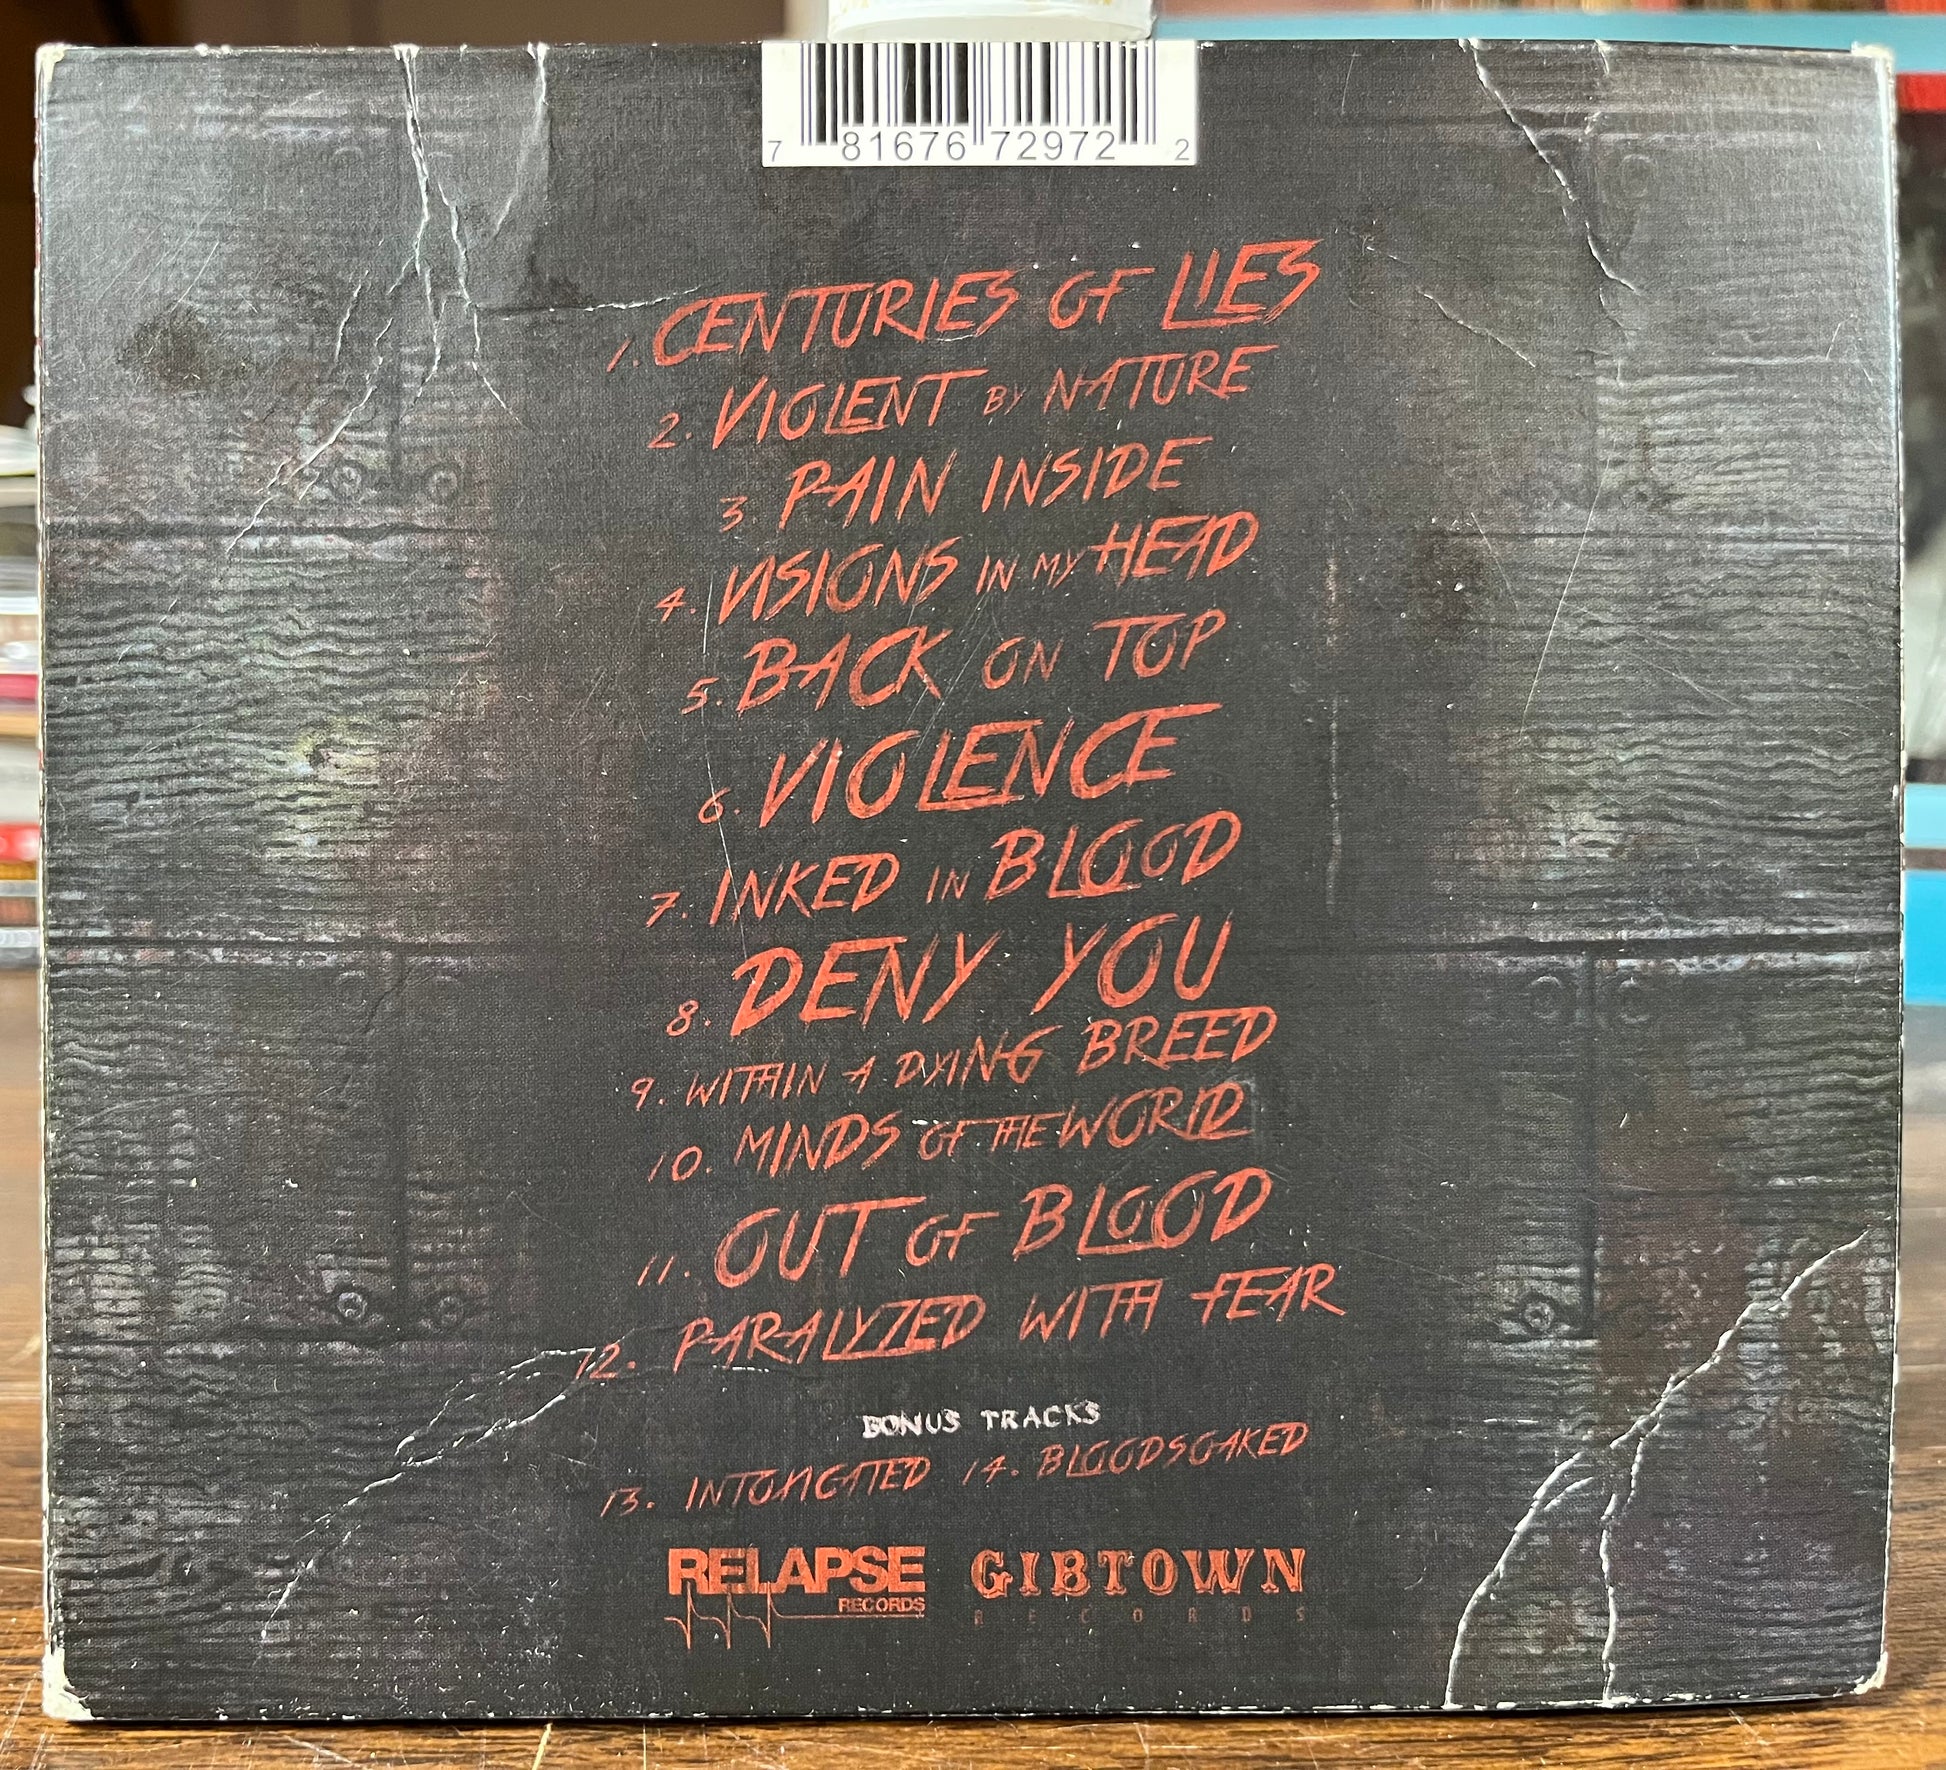 7 81676 72972 2
1. CENTURIES OF LIES
2. VIOLENT BY NATURE
3. PAIN INSIDE
4. VISIONS IN MY HEAD
5. BACK ON TOP
6. VIOLENCE
7. INKED IN BLOOD
8. DENY YOU
9. WITHIN A DYING BREED
10. MINDS OF THE WORLD
11. OUT OF BLOOD
12. PARALYZED WITH FEAR
BONUS TRACKS
13. INTOXICATED 14. BLOODSOAKED
RELAPSE GIBTOWN
RECORDS RECORDS